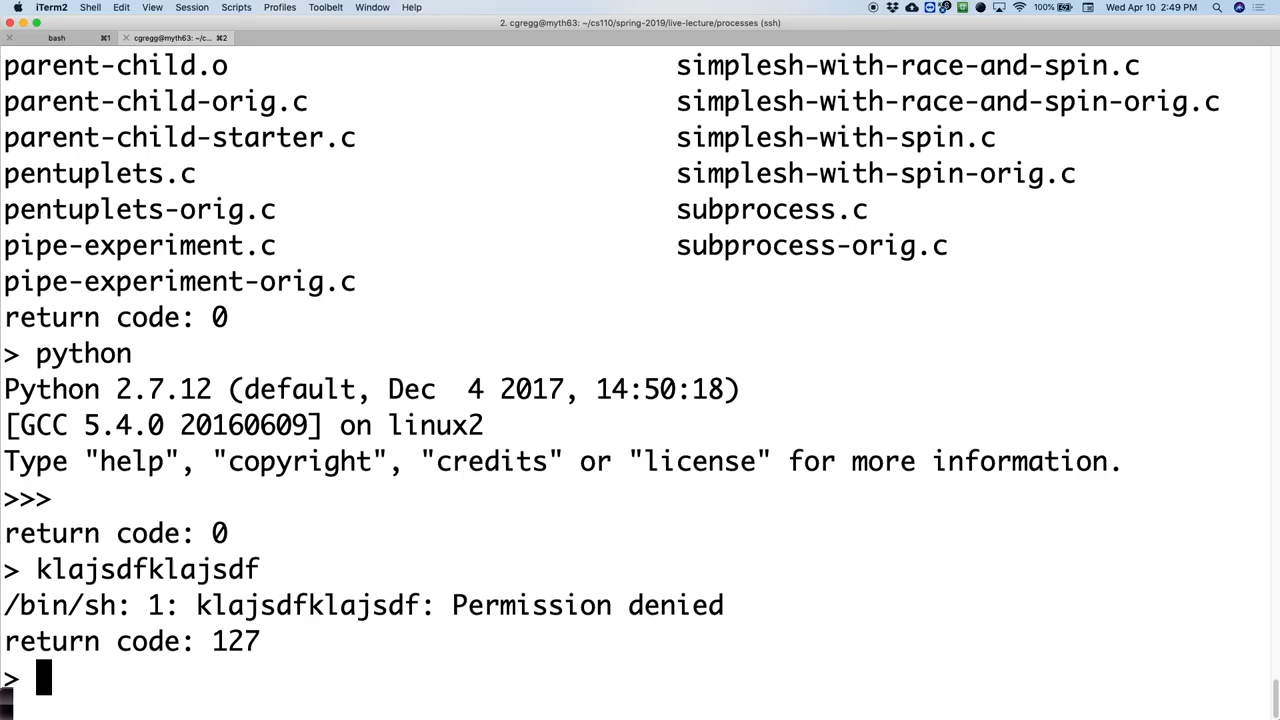 iTerm2 Shell Edit View Session Scripts Profiles Toolbelt Window Help 100% Wed Apr 10 2:49 PM
2. cgregg@myth63: ~/cs110/spring-2019/live-lecture/processes (ssh)
bash ⌘1 cgregg@myth63: ~/c... ⌘2
parent-child.o simplesh-with-race-and-spin.c
parent-child-orig.c simplesh-with-race-and-spin-orig.c
parent-child-starter.c simplesh-with-spin.c
pentuplets.c simplesh-with-spin-orig.c
pentuplets-orig.c subprocess.c
pipe-experiment.c subprocess-orig.c
pipe-experiment-orig.c
return code: 0
> python
Python 2.7.12 (default, Dec  4 2017, 14:50:18)
[GCC 5.4.0 20160609] on linux2
Type "help", "copyright", "credits" or "license" for more information.
>>>
return code: 0
> klajsdfklajsdf
/bin/sh: 1: klajsdfklajsdf: Permission denied
return code: 127
>